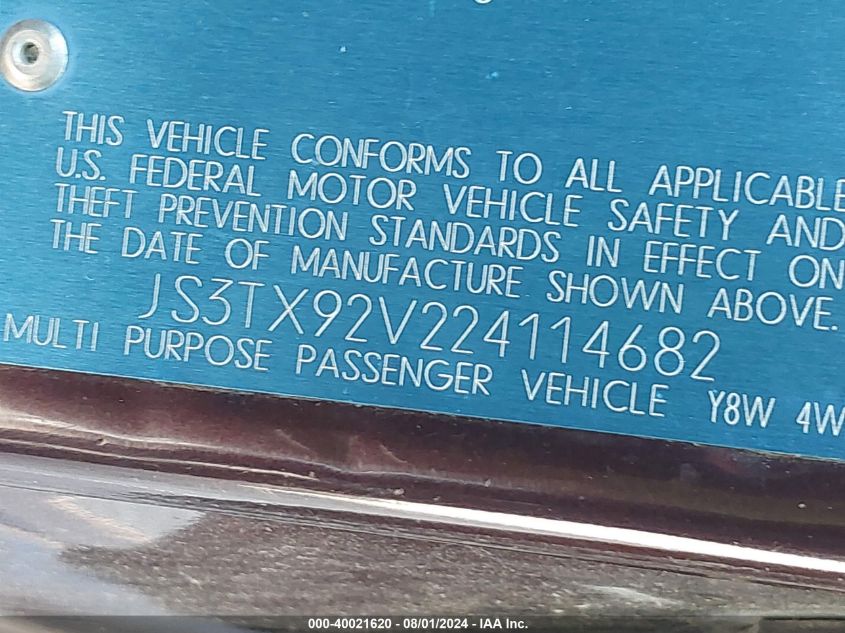 THIS VEHICLE CONFORMS TO ALL APPLICABLE
U.S. FEDERAL MOTOR VEHICLE SAFETY AND
THEFT PREVENTION STANDARDS IN EFFECT ON
THE DATE OF MANUFACTURE SHOWN ABOVE.
JS3TX92V224114682
MULTI PURPOSE PASSENGER VEHICLE Y8W 4W
000-40021620 - 08/01/2024 - IAA Inc.